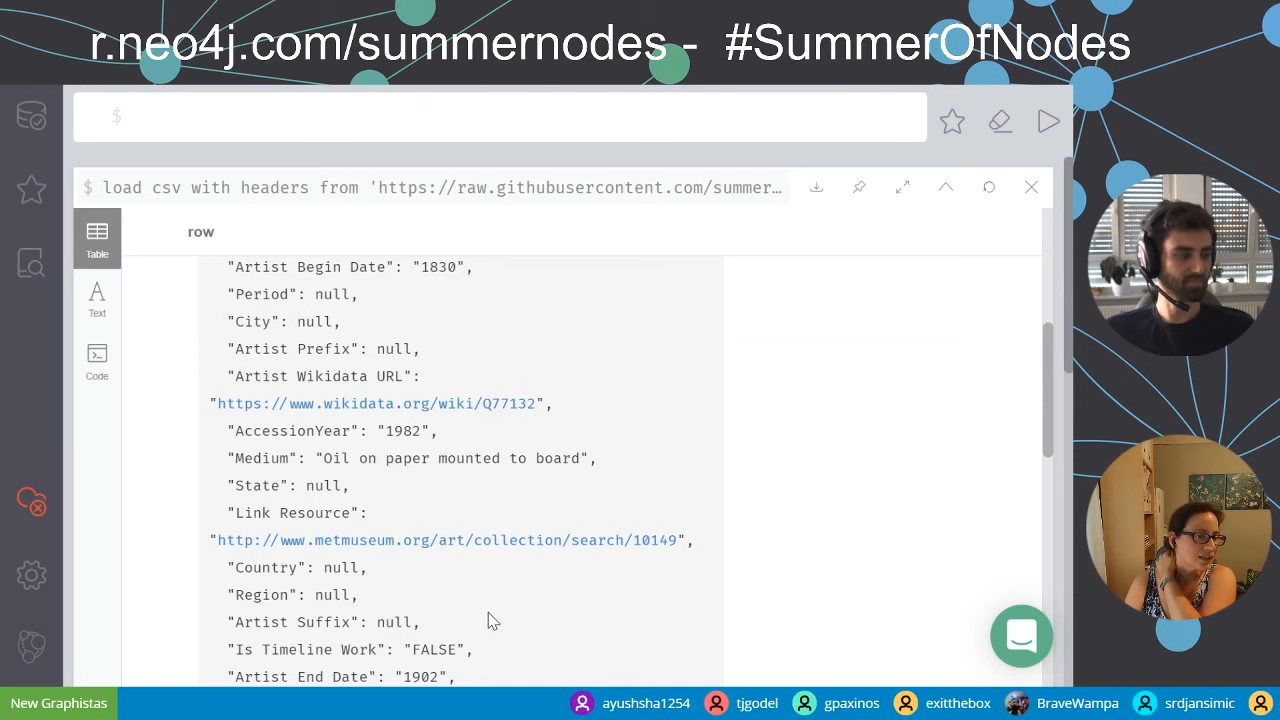 r.neo4j.com/summernodes - #SummerOfNodes
$
$ load csv with headers from 'https://raw.githubusercontent.com/summer…
Table
Text
Code
row
"Artist Begin Date": "1830",
"Period": null,
"City": null,
"Artist Prefix": null,
"Artist Wikidata URL":
"https://www.wikidata.org/wiki/Q77132",
"AccessionYear": "1982",
"Medium": "Oil on paper mounted to board",
"State": null,
"Link Resource":
"http://www.metmuseum.org/art/collection/search/10149",
"Country": null,
"Region": null,
"Artist Suffix": null,
"Is Timeline Work": "FALSE",
"Artist End Date": "1902",
New Graphistas ayushsha1254 tjgodel gpaxinos exitthebox BraveWampa srdjansimic